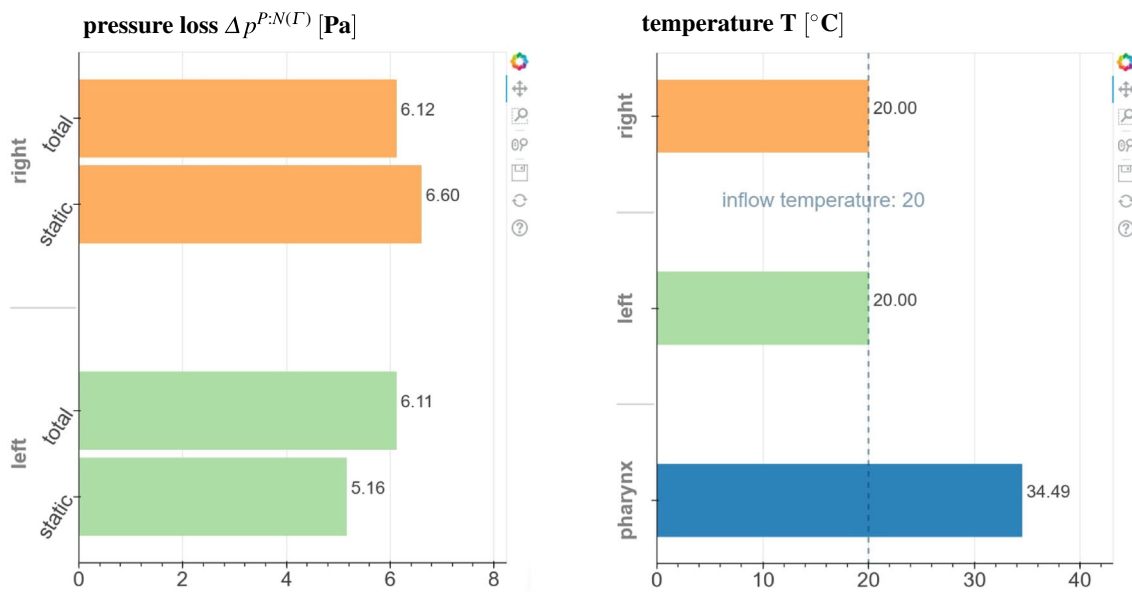 pressure loss Δp^{P:N(Γ)} [Pa]
right
total
6.12
static
6.60
left
total
6.11
static
5.16
0 2 4 6 8
temperature T [°C]
right
20.00
inflow temperature: 20
left
20.00
pharynx
34.49
0 10 20 30 40